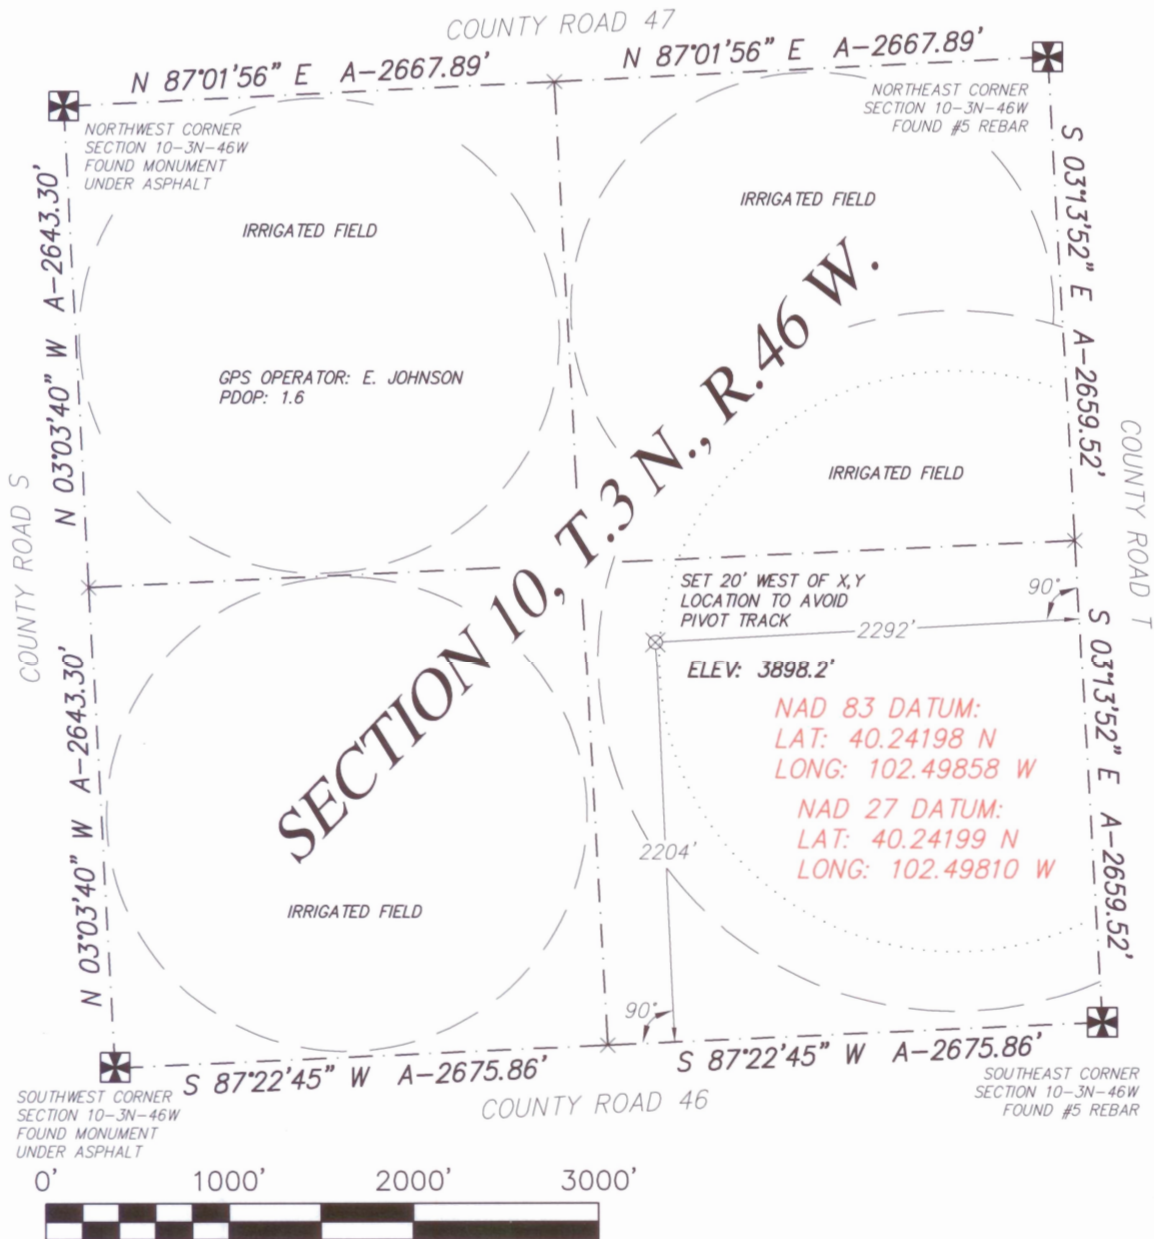 COUNTY ROAD 47
N 87°01'56" E A-2667.89'
N 87°01'56" E A-2667.89'
NORTHWEST CORNER
SECTION 10-3N-46W
FOUND MONUMENT
UNDER ASPHALT
NORTHEAST CORNER
SECTION 10-3N-46W
FOUND #5 REBAR
N 03°03'40" W A-2643.30'
S 03°13'52" E A-2659.52'
IRRIGATED FIELD
IRRIGATED FIELD
GPS OPERATOR: E. JOHNSON
PDOP: 1.6
SECTION 10, T.3 N., R.46 W.
IRRIGATED FIELD
COUNTY ROAD S
COUNTY ROAD T
SET 20' WEST OF X,Y
LOCATION TO AVOID
PIVOT TRACK
90°
2292'
ELEV: 3898.2'
N 03°03'40" W A-2643.30'
S 03°13'52" E A-2659.52'
NAD 83 DATUM:
LAT: 40.24198 N
LONG: 102.49858 W
NAD 27 DATUM:
LAT: 40.24199 N
LONG: 102.49810 W
2204'
IRRIGATED FIELD
90°
S 87°22'45" W A-2675.86'
S 87°22'45" W A-2675.86'
SOUTHWEST CORNER
SECTION 10-3N-46W
FOUND MONUMENT
UNDER ASPHALT
COUNTY ROAD 46
SOUTHEAST CORNER
SECTION 10-3N-46W
FOUND #5 REBAR
0' 1000' 2000' 3000'